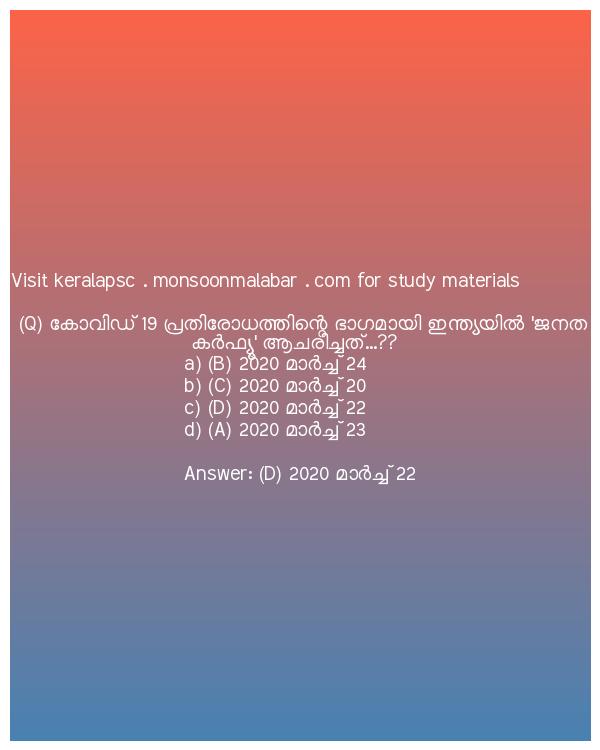 Visit keralapsc . monsoonmalabar . com for study materials
(Q) കോവിഡ് 19 പ്രതിരോധത്തിന്റെ ഭാഗമായി ഇന്ത്യയിൽ 'ജനത
കർഫ്യൂ' ആചരിച്ചത്...??
a) (B) 2020 മാർച്ച് 24
b) (C) 2020 മാർച്ച് 20
c) (D) 2020 മാർച്ച് 22
d) (A) 2020 മാർച്ച് 23
Answer: (D) 2020 മാർച്ച് 22